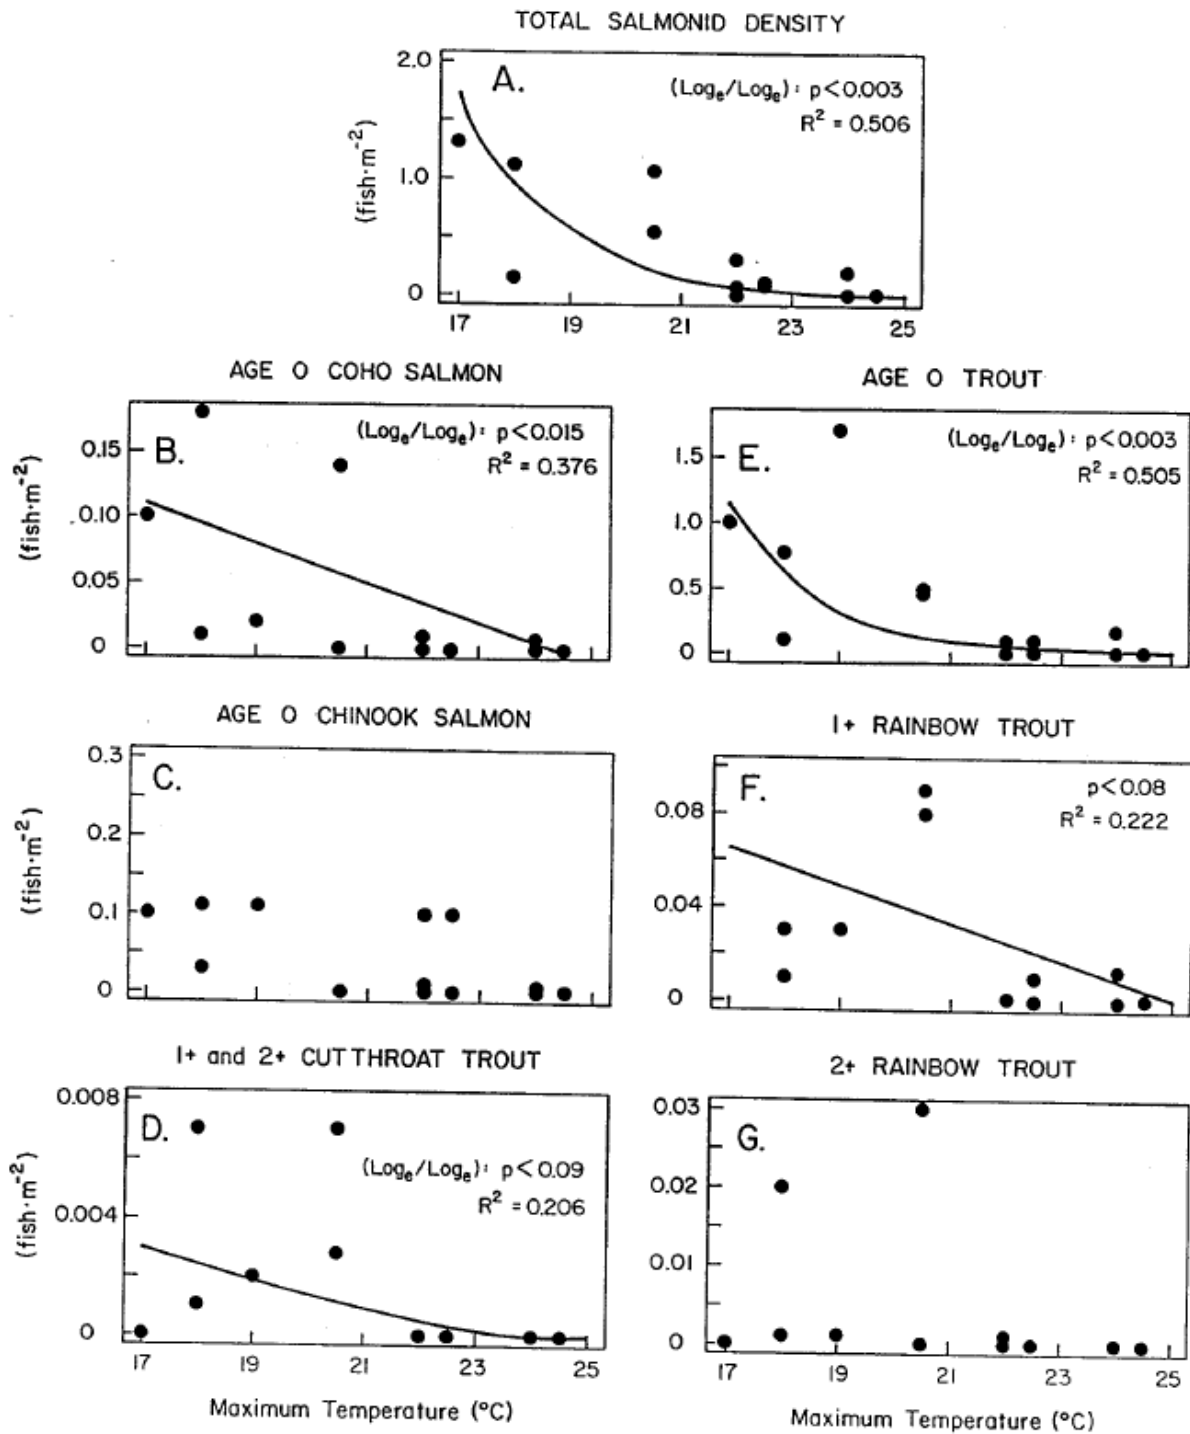 TOTAL SALMONID DENSITY
A.
(Logₑ/Logₑ): p<0.003
R² = 0.506
(fish·m⁻²)
2.0
1.0
0
17 19 21 23 25
AGE 0 COHO SALMON
B.
(Logₑ/Logₑ): p<0.015
R² = 0.376
(fish·m⁻²)
0.15
0.10
0.05
0
AGE 0 TROUT
E.
(Logₑ/Logₑ): p<0.003
R² = 0.505
1.5
1.0
0.5
0
AGE 0 CHINOOK SALMON
C.
(fish·m⁻²)
0.3
0.2
0.1
0
1+ RAINBOW TROUT
F.
p<0.08
R² = 0.222
0.08
0.04
0
1+ and 2+ CUTTHROAT TROUT
D.
(Logₑ/Logₑ): p<0.09
R² = 0.206
(fish·m⁻²)
0.008
0.004
0
17 19 21 23 25
Maximum Temperature (°C)
2+ RAINBOW TROUT
G.
0.03
0.02
0.01
0
17 19 21 23 25
Maximum Temperature (°C)